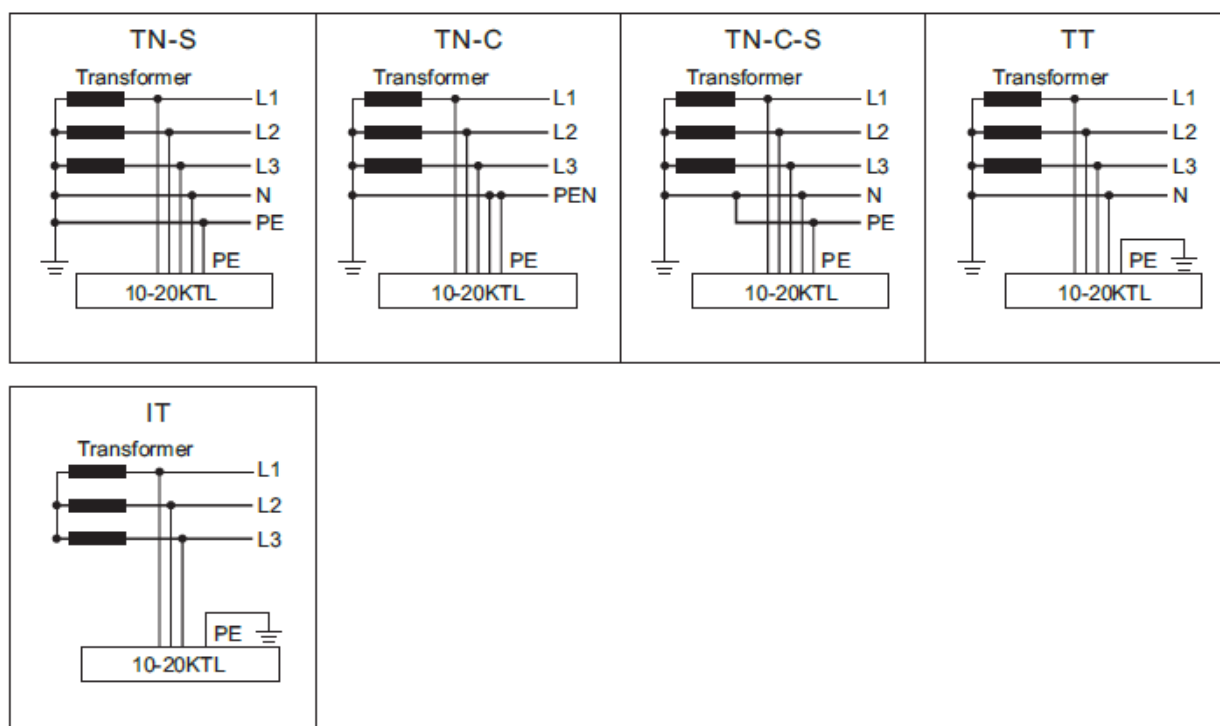 TN-S
Transformer
L1
L2
L3
N
PE
PE
10-20KTL
TN-C
Transformer
L1
L2
L3
PEN
PE
10-20KTL
TN-C-S
Transformer
L1
L2
L3
N
PE
PE
10-20KTL
TT
Transformer
L1
L2
L3
N
PE
10-20KTL
IT
Transformer
L1
L2
L3
PE
10-20KTL